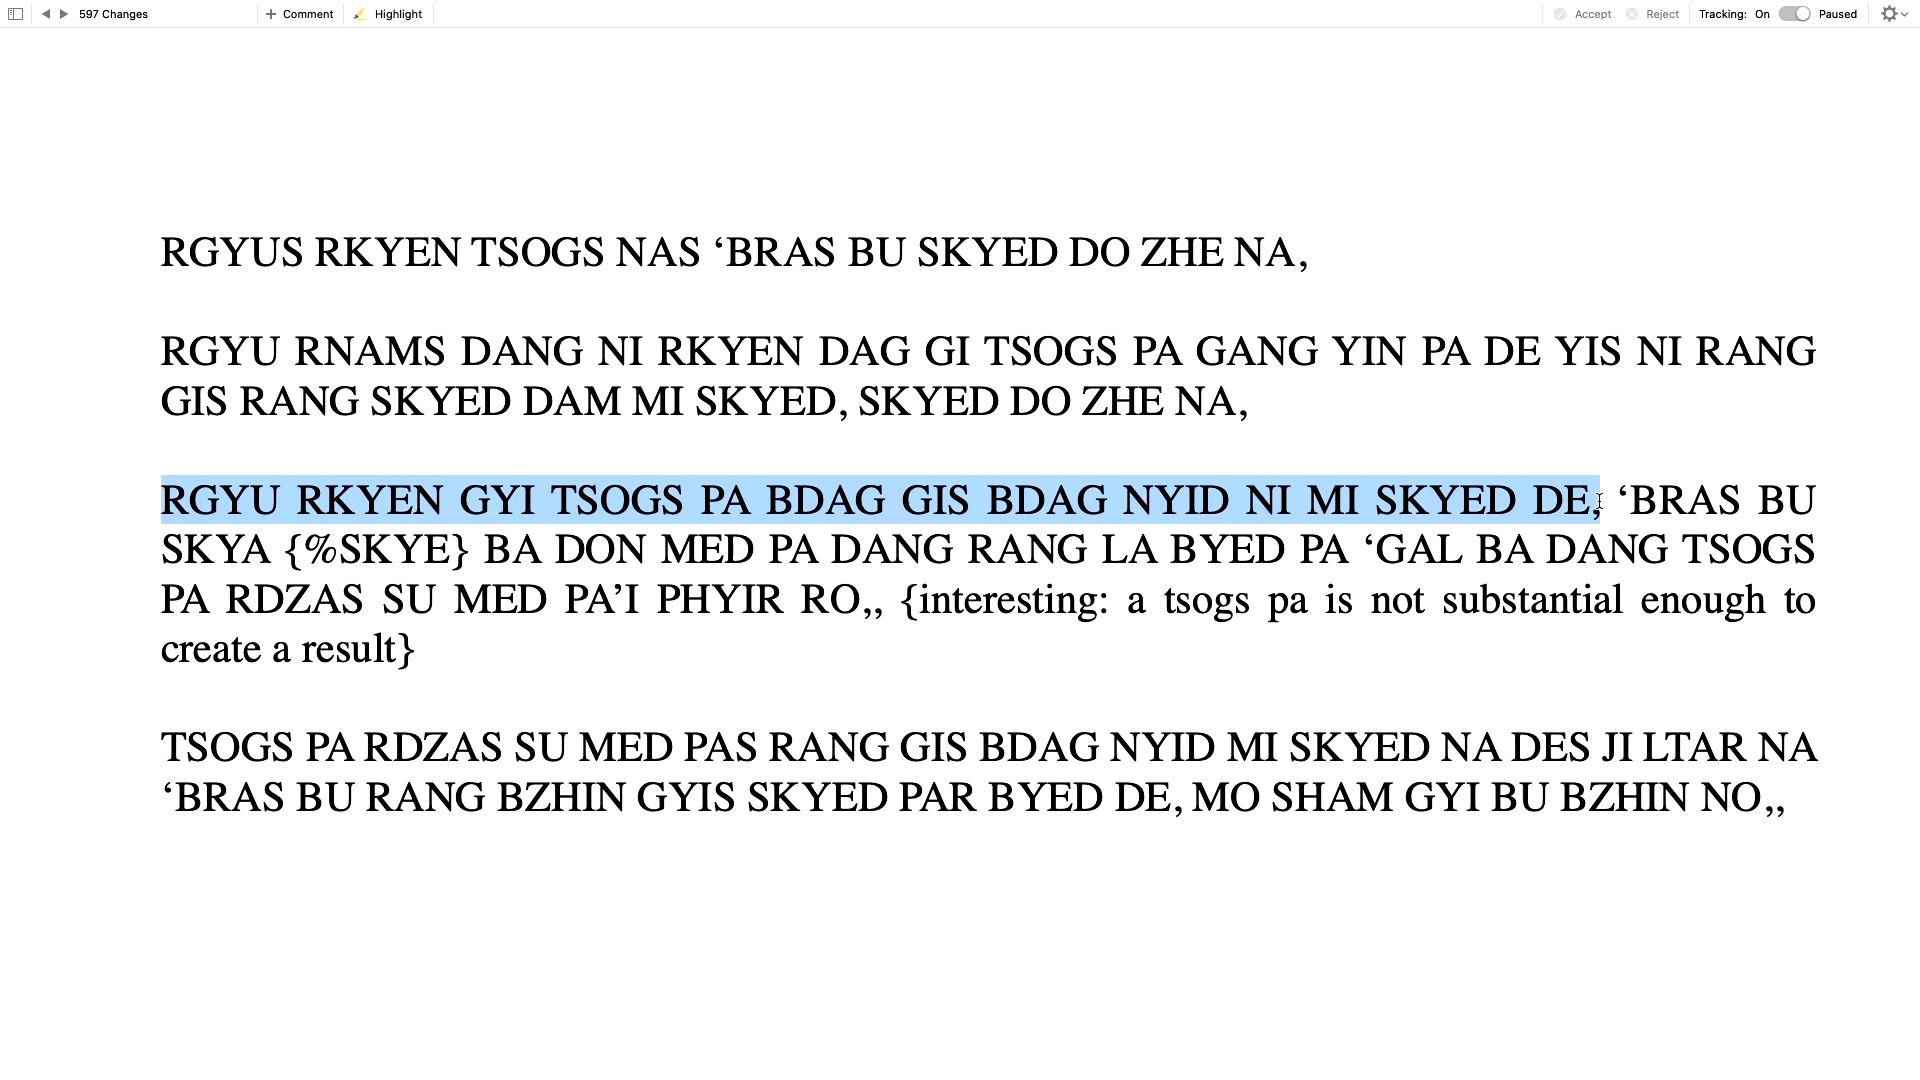 597 Changes
Comment
Highlight
Accept
Reject
Tracking: On
Paused
RGYUS RKYEN TSOGS NAS ‘BRAS BU SKYED DO ZHE NA,
RGYU RNAMS DANG NI RKYEN DAG GI TSOGS PA GANG YIN PA DE YIS NI RANG
GIS RANG SKYED DAM MI SKYED, SKYED DO ZHE NA,
RGYU RKYEN GYI TSOGS PA BDAG GIS BDAG NYID NI MI SKYED DE, ‘BRAS BU
SKYA {%SKYE} BA DON MED PA DANG RANG LA BYED PA ‘GAL BA DANG TSOGS
PA RDZAS SU MED PA’I PHYIR RO,, {interesting: a tsogs pa is not substantial enough to
create a result}
TSOGS PA RDZAS SU MED PAS RANG GIS BDAG NYID MI SKYED NA DES JI LTAR NA
‘BRAS BU RANG BZHIN GYIS SKYED PAR BYED DE, MO SHAM GYI BU BZHIN NO,,